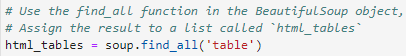 # Use the find_all function in the BeautifulSoup object,
# Assign the result to a list called `html_tables`
html_tables = soup.find_all('table')